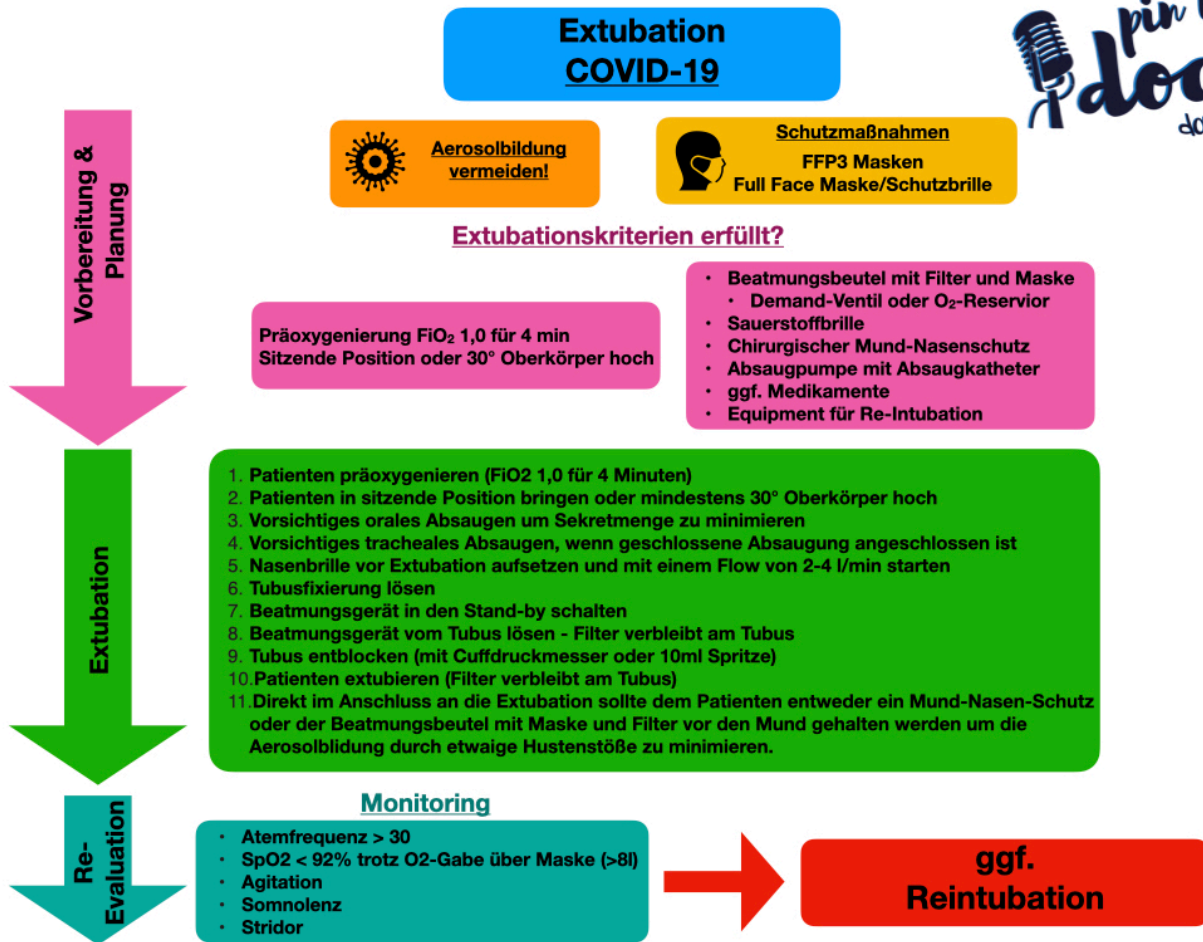 Extubation
COVID-19
pin
doc
Aerosolbildung
vermeiden!
Schutzmaßnahmen
FFP3 Masken
Full Face Maske/Schutzbrille
Vorbereitung &
Planung
Extubationskriterien erfüllt?
Präoxygenierung FiO₂ 1,0 für 4 min
Sitzende Position oder 30° Oberkörper hoch
• Beatmungsbeutel mit Filter und Maske
• Demand-Ventil oder O₂-Reservior
• Sauerstoffbrille
• Chirurgischer Mund-Nasenschutz
• Absaugpumpe mit Absaugkatheter
• ggf. Medikamente
• Equipment für Re-Intubation
Extubation
1. Patienten präoxygenieren (FiO2 1,0 für 4 Minuten)
2. Patienten in sitzende Position bringen oder mindestens 30° Oberkörper hoch
3. Vorsichtiges orales Absaugen um Sekretmenge zu minimieren
4. Vorsichtiges tracheales Absaugen, wenn geschlossene Absaugung angeschlossen ist
5. Nasenbrille vor Extubation aufsetzen und mit einem Flow von 2-4 l/min starten
6. Tubusfixierung lösen
7. Beatmungsgerät in den Stand-by schalten
8. Beatmungsgerät vom Tubus lösen - Filter verbleibt am Tubus
9. Tubus entblocken (mit Cuffdruckmesser oder 10ml Spritze)
10.Patienten extubieren (Filter verbleibt am Tubus)
11.Direkt im Anschluss an die Extubation sollte dem Patienten entweder ein Mund-Nasen-Schutz
oder der Beatmungsbeutel mit Maske und Filter vor den Mund gehalten werden um die
Aerosolblidung durch etwaige Hustenstöße zu minimieren.
Re-
Evaluation
Monitoring
• Atemfrequenz > 30
• SpO2 < 92% trotz O2-Gabe über Maske (>8l)
• Agitation
• Somnolenz
• Stridor
ggf.
Reintubation